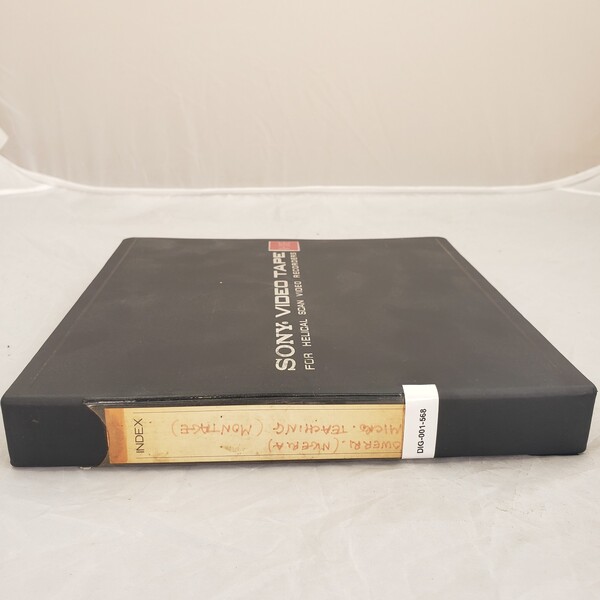 SONY VIDEO TAPE
FOR HELICAL SCAN VIDEO RECORDERS
INDEX
OWERRI. (NIGERIA)
MICRO. TEACHING (MONTAGE)
DIG-001-568